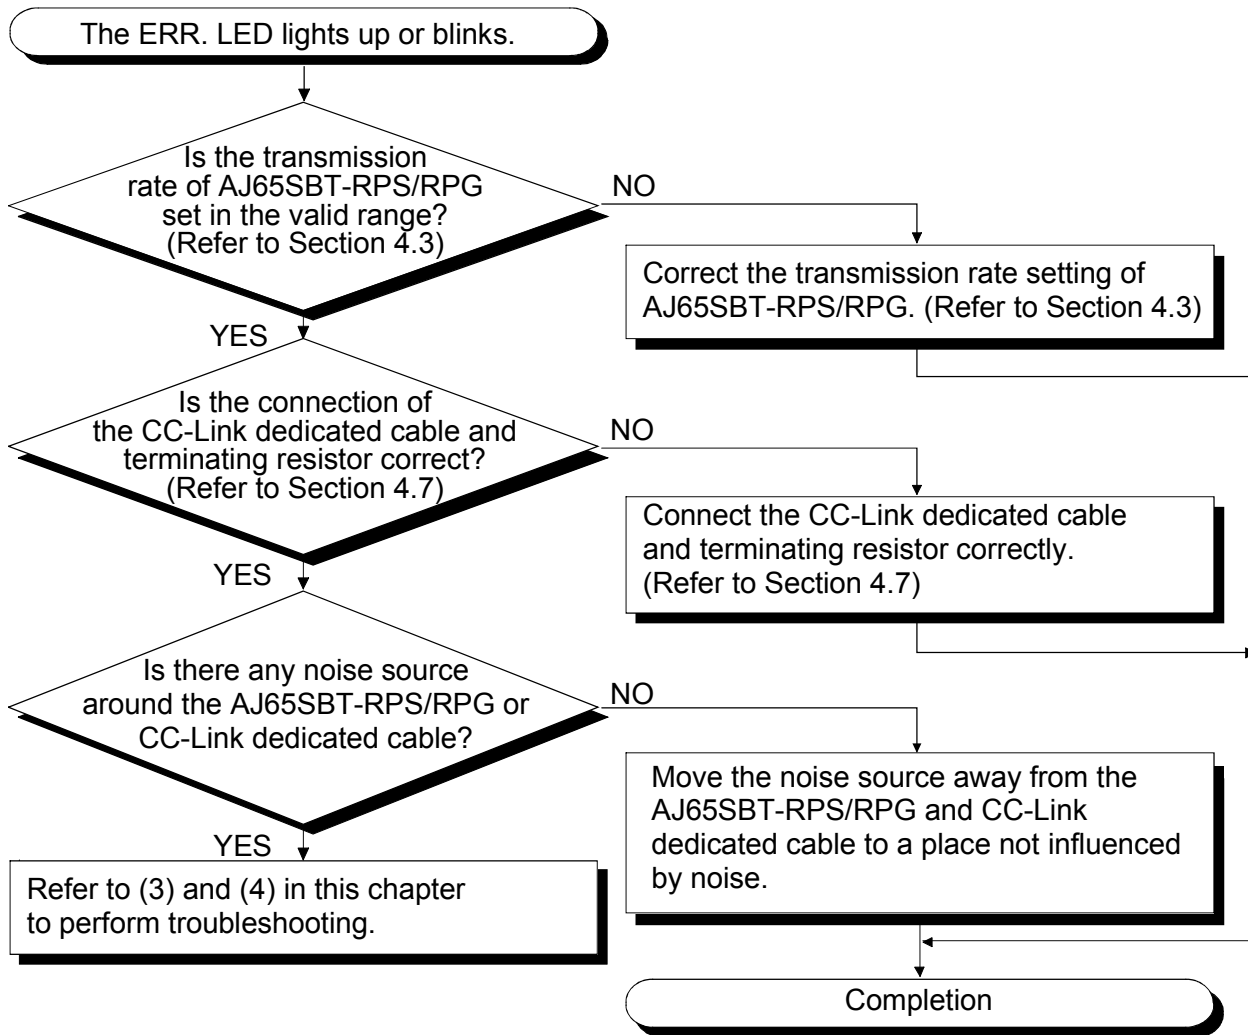 The ERR. LED lights up or blinks.
Is the transmission
rate of AJ65SBT-RPS/RPG
set in the valid range?
(Refer to Section 4.3)
NO
Correct the transmission rate setting of
AJ65SBT-RPS/RPG. (Refer to Section 4.3)
YES
Is the connection of
the CC-Link dedicated cable and
terminating resistor correct?
(Refer to Section 4.7)
NO
Connect the CC-Link dedicated cable
and terminating resistor correctly.
(Refer to Section 4.7)
YES
Is there any noise source
around the AJ65SBT-RPS/RPG or
CC-Link dedicated cable?
NO
Move the noise source away from the
AJ65SBT-RPS/RPG and CC-Link
dedicated cable to a place not influenced
by noise.
YES
Refer to (3) and (4) in this chapter
to perform troubleshooting.
Completion